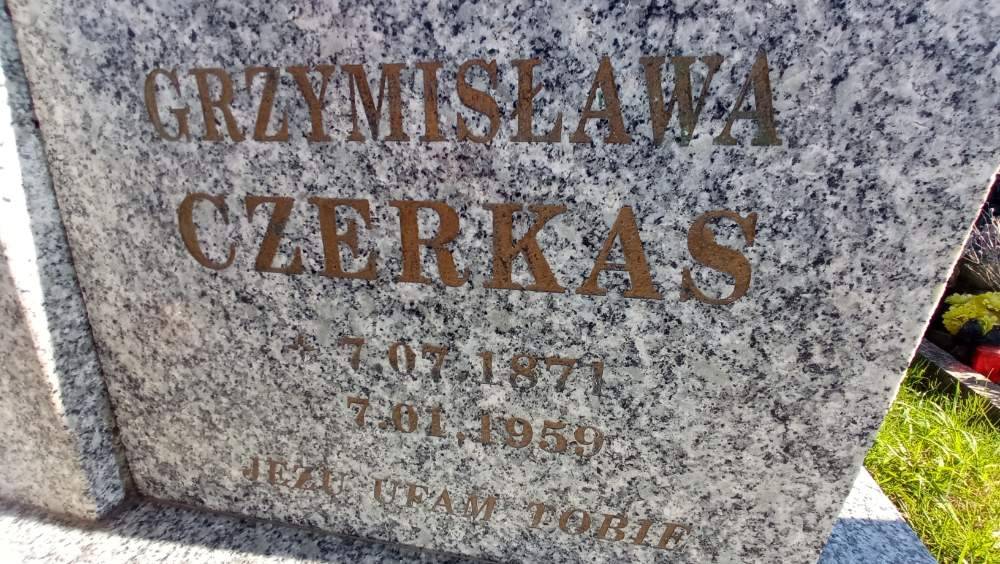 GRZYMISŁAWA
CZERKAS
* 7.07.1871
7.01.1959
JEZU UFAM TOBIE